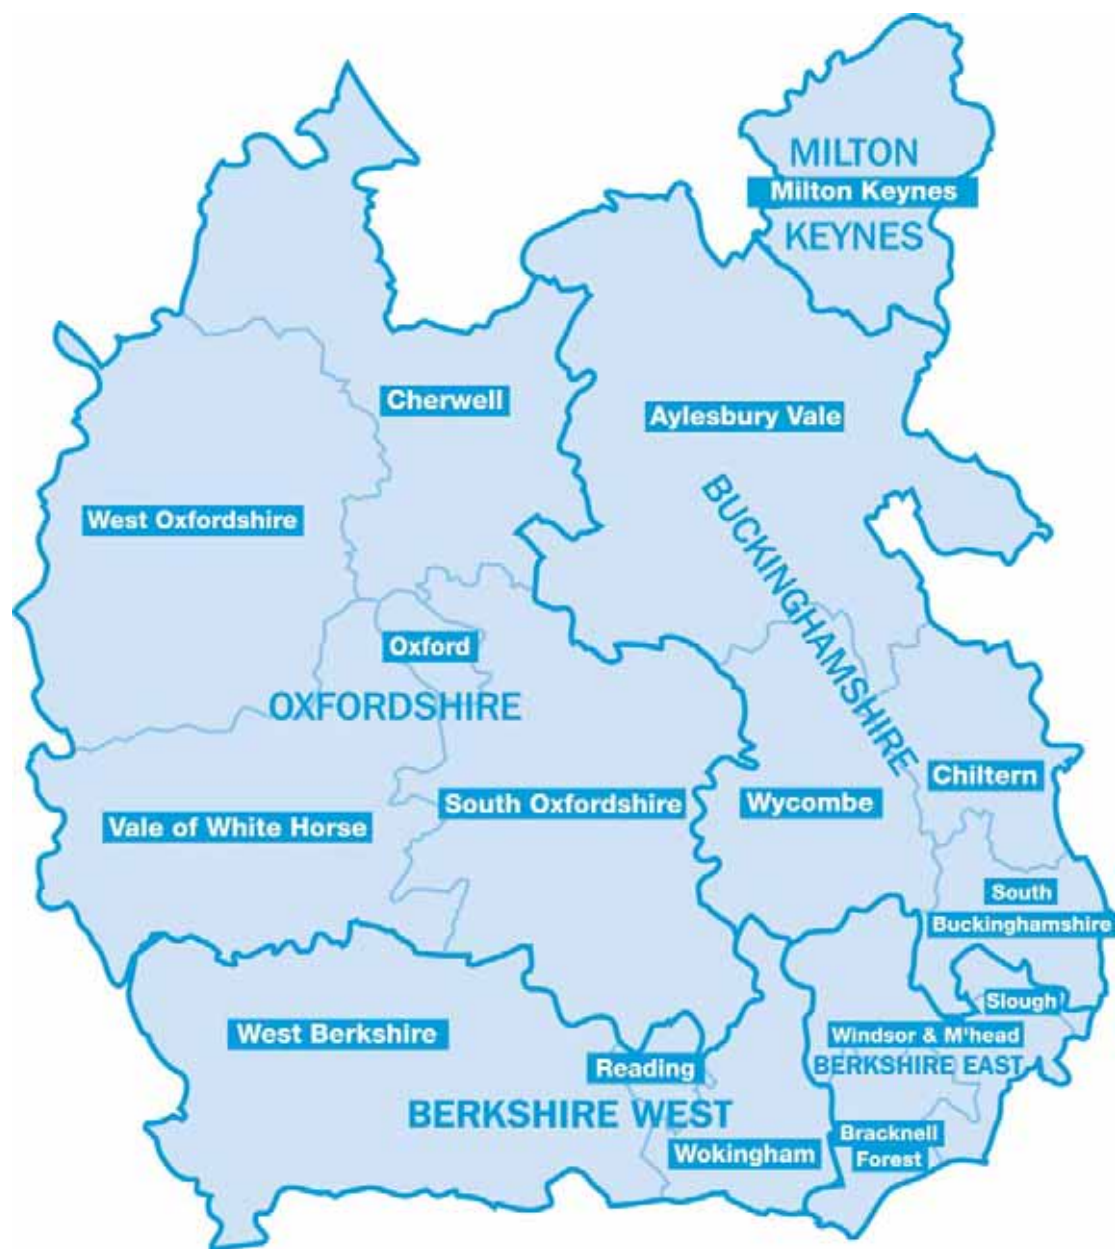 MILTON
Milton Keynes
KEYNES
Cherwell
Aylesbury Vale
BUCKINGHAMSHIRE
West Oxfordshire
Oxford
OXFORDSHIRE
Chiltern
Vale of White Horse
South Oxfordshire
Wycombe
South
Buckinghamshire
Slough
West Berkshire
Windsor & M'head
Reading
BERKSHIRE EAST
BERKSHIRE WEST
Bracknell
Forest
Wokingham